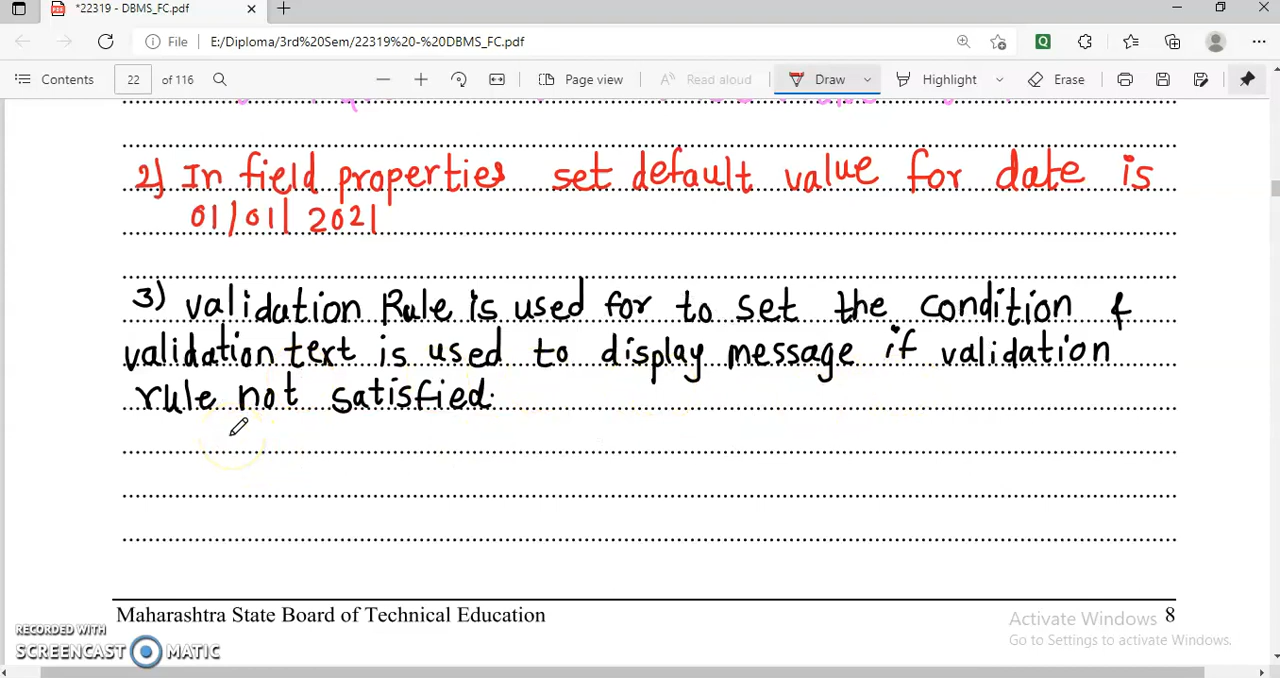 *22319 - DBMS_FC.pdf
File E:/Diploma/3rd%20Sem/22319%20-%20DBMS_FC.pdf
Contents 22 of 116 Page view Read aloud Draw Highlight Erase
2) In field properties set default value for date is
01/01/2021
3) validation Rule is used for to set the condition &
validation text is used to display message if validation
rule not satisfied.
Maharashtra State Board of Technical Education 8
Activate Windows
Go to Settings to activate Windows.
RECORDED WITH
SCREENCAST MATIC